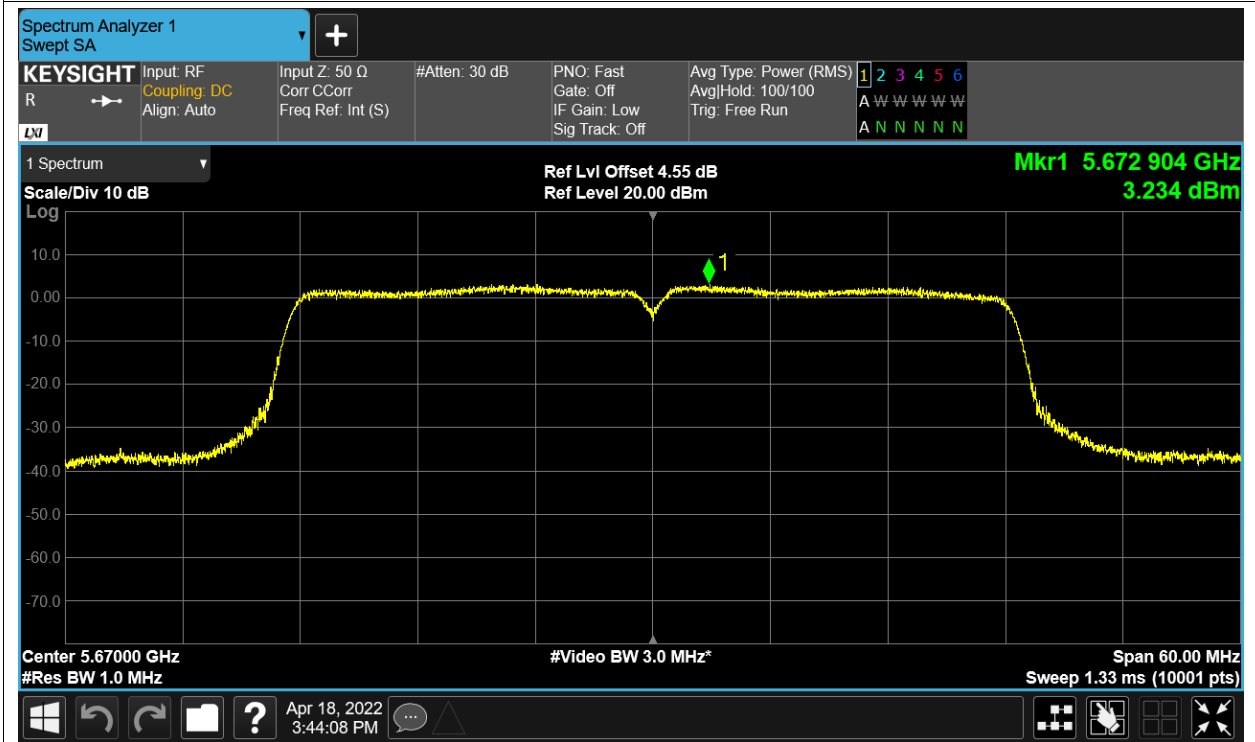 Spectrum Analyzer 1
Swept SA
+
KEYSIGHT
R
LXI
Input: RF
Coupling: DC
Align: Auto
Input Z: 50 Ω
Corr CCorr
Freq Ref: Int (S)
#Atten: 30 dB
PNO: Fast
Gate: Off
IF Gain: Low
Sig Track: Off
Avg Type: Power (RMS)
Avg|Hold: 100/100
Trig: Free Run
1 2 3 4 5 6
A W W W W W
A N N N N N
1 Spectrum
Scale/Div 10 dB
Log
Ref Lvl Offset 4.55 dB
Ref Level 20.00 dBm
Mkr1 5.672 904 GHz
3.234 dBm
10.0
0.00
-10.0
-20.0
-30.0
-40.0
-50.0
-60.0
-70.0
1
Center 5.67000 GHz
#Res BW 1.0 MHz
#Video BW 3.0 MHz*
Span 60.00 MHz
Sweep 1.33 ms (10001 pts)
?
Apr 18, 2022
3:44:08 PM